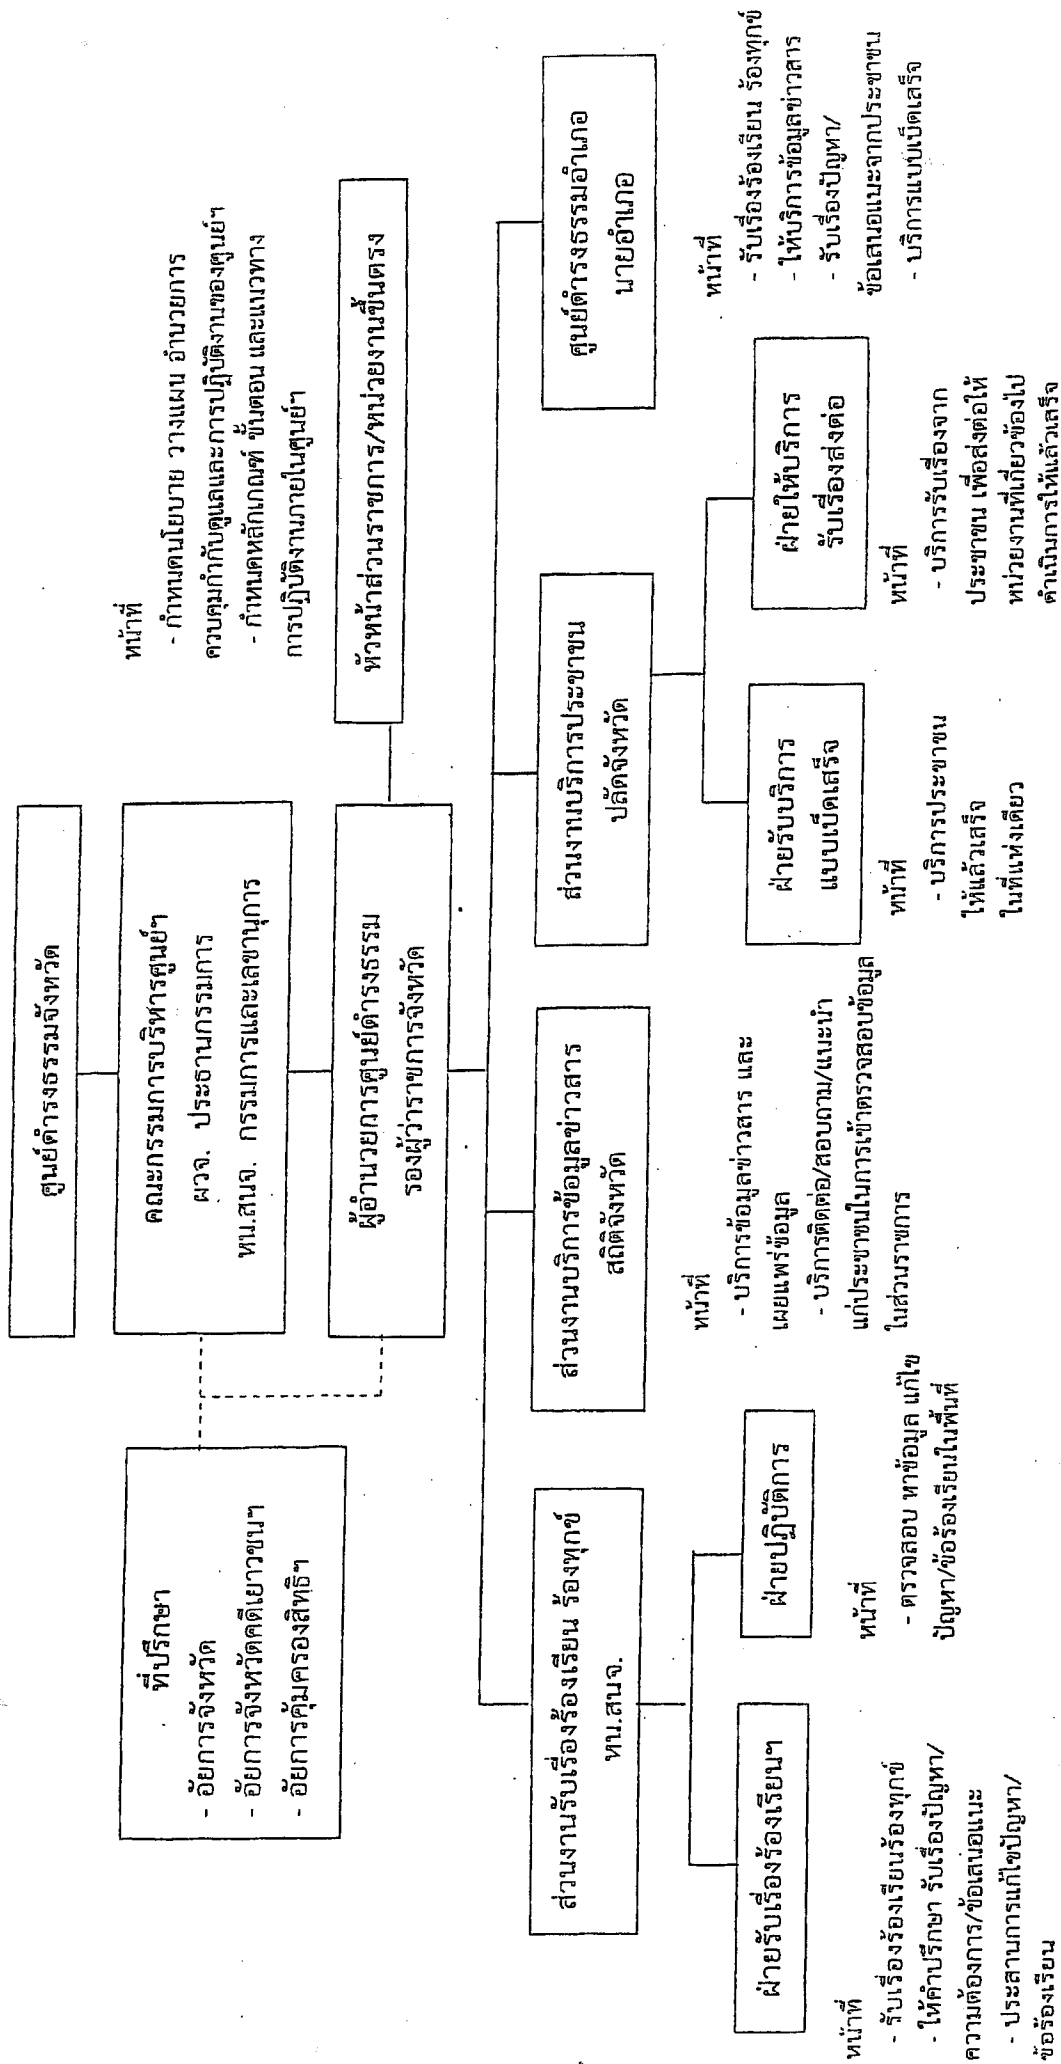 ศูนย์ดำรงธรรมจังหวัด
คณะกรรมการบริหารศูนย์ฯ
ผวจ. ประธานกรรมการ
หน.สนจ. กรรมการและเลขานุการ
หน้าที่
- กำหนดนโยบาย วางแผน อำนวยการ
ควบคุมกำกับดูแลและการปฏิบัติงานของศูนย์ฯ
- กำหนดหลักเกณฑ์ ขั้นตอน และแนวทาง
การปฏิบัติงานภายในศูนย์ฯ
ที่ปรึกษา
- อัยการจังหวัด
- อัยการจังหวัดคดีเยาวชนฯ
- อัยการคุ้มครองสิทธิฯ
ผู้อำนวยการศูนย์ดำรงธรรม
รองผู้ว่าราชการจังหวัด
หัวหน้าส่วนราชการ/หน่วยงานขึ้นตรง
ส่วนงานรับเรื่องร้องเรียน ร้องทุกข์
หน.สนจ.
ส่วนงานบริการข้อมูลข่าวสาร
สถิติจังหวัด
ส่วนงานบริการประชาชน
ปลัดจังหวัด
ศูนย์ดำรงธรรมอำเภอ
นายอำเภอ
ฝ่ายรับเรื่องร้องเรียนฯ
หน้าที่
- รับเรื่องร้องเรียนร้องทุกข์
- ให้คำปรึกษา รับเรื่องปัญหา/
ความต้องการ/ข้อเสนอแนะ
- ประสานการแก้ไขปัญหา/
ข้อร้องเรียน
ฝ่ายปฏิบัติการ
หน้าที่
- ตรวจสอบ หาข้อมูล แก้ไข
ปัญหา/ข้อร้องเรียนในพื้นที่
หน้าที่
- บริการข้อมูลข่าวสาร และ
เผยแพร่ข้อมูล
- บริการติดต่อ/สอบถาม/แนะนำ
แก่ประชาชนในการเข้าตรวจสอบข้อมูล
ในส่วนราชการ
ฝ่ายรับบริการ
แบบเบ็ดเสร็จ
หน้าที่
- บริการประชาชน
ให้แล้วเสร็จ
ในที่แห่งเดียว
ฝ่ายให้บริการ
รับเรื่องส่งต่อ
หน้าที่
- บริการรับเรื่องจาก
ประชาชน เพื่อส่งต่อให้
หน่วยงานที่เกี่ยวข้องไป
ดำเนินการให้แล้วเสร็จ
หน้าที่
- รับเรื่องร้องเรียน ร้องทุกข์
- ให้บริการข้อมูลข่าวสาร
- รับเรื่องปัญหา/
ข้อเสนอแนะจากประชาชน
- บริการแบบเบ็ดเสร็จ